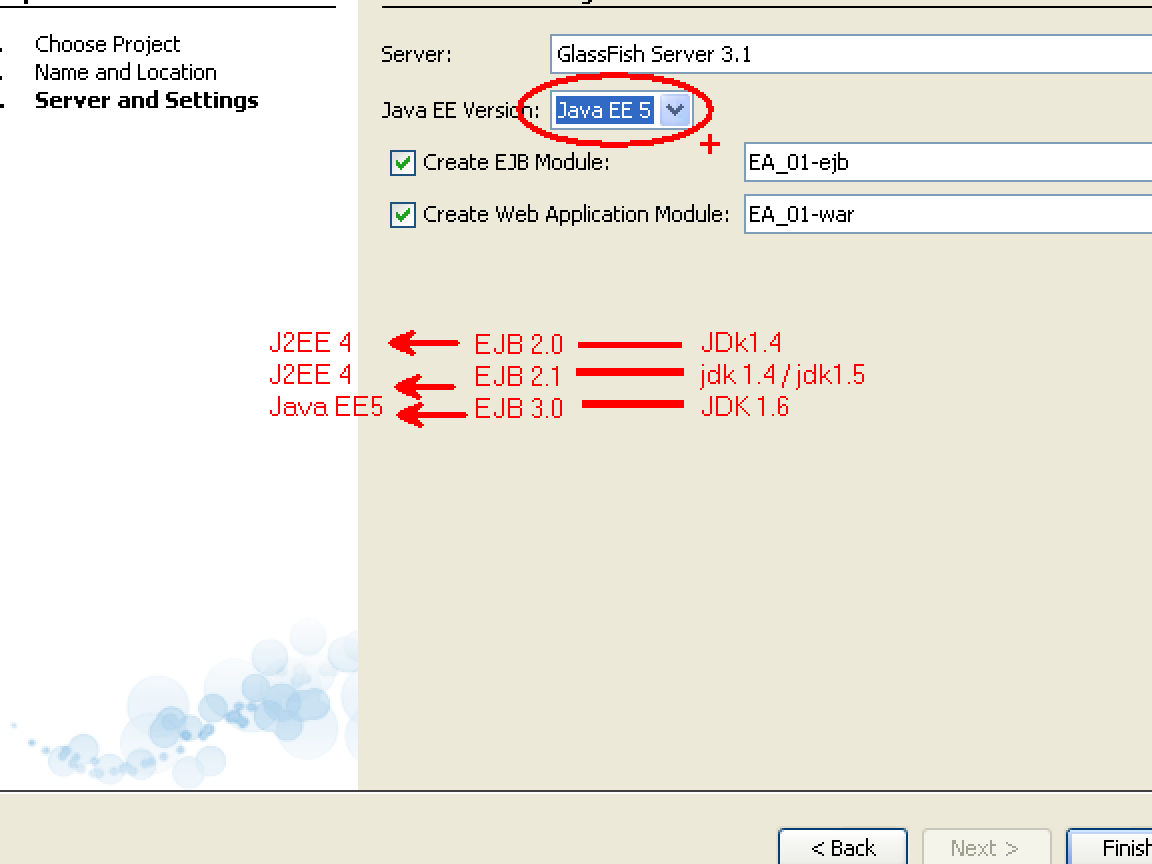 Choose Project
Name and Location
Server and Settings
Server: GlassFish Server 3.1
Java EE Version: Java EE 5
Create EJB Module: EA_01-ejb
Create Web Application Module: EA_01-war
J2EE 4 EJB 2.0 JDk1.4
J2EE 4 EJB 2.1 jdk 1.4 / jdk1.5
Java EE5 EJB 3.0 JDK 1.6
< Back Next > Finish